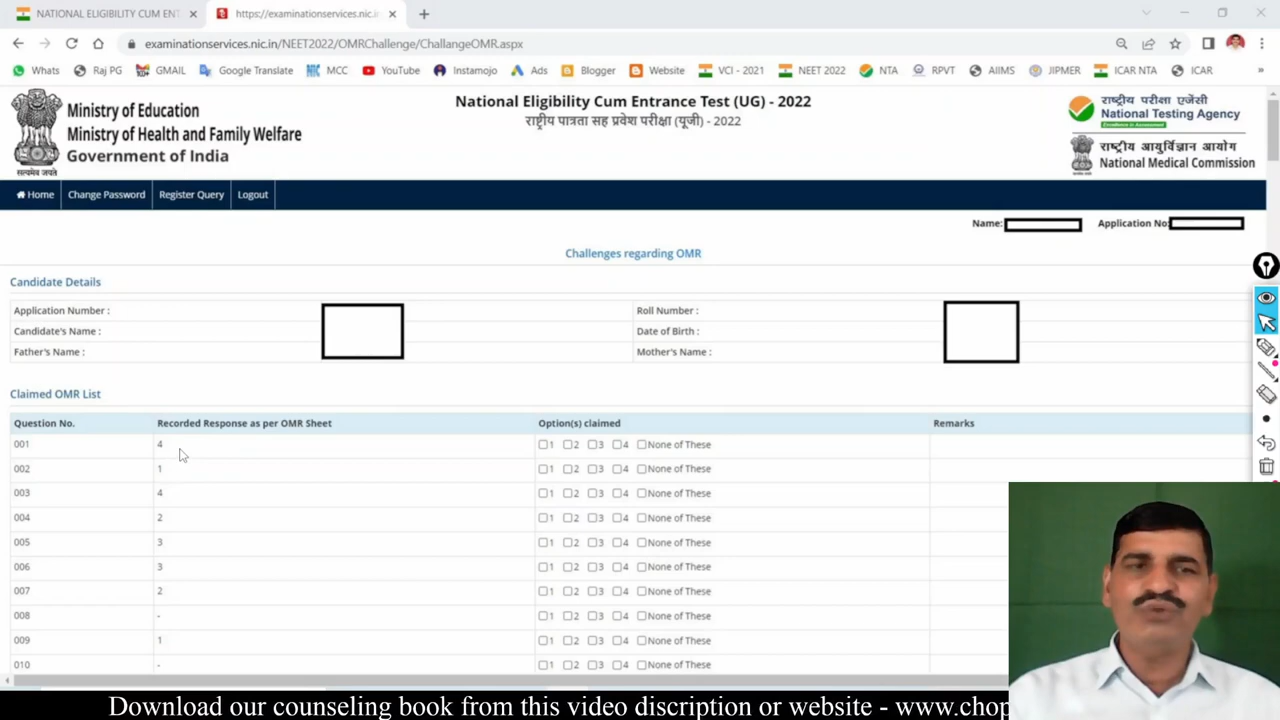 NATIONAL ELIGIBILITY CUM ENT
https://examinationservices.nic.i
examinationservices.nic.in/NEET2022/OMRChallenge/ChallangeOMR.aspx
Whats Raj PG GMAIL Google Translate MCC YouTube Instamojo Ads Blogger Website VCI - 2021 NEET 2022 NTA RPVT AIIMS JIPMER ICAR NTA ICAR »
Ministry of Education
Ministry of Health and Family Welfare
Government of India
सत्यमेव जयते
National Eligibility Cum Entrance Test (UG) - 2022
राष्ट्रीय पात्रता सह प्रवेश परीक्षा (यूजी) - 2022
राष्ट्रीय परीक्षा एजेंसी
National Testing Agency
Excellence in Assessment
राष्ट्रीय आयुर्विज्ञान आयोग
National Medical Commission
Home Change Password Register Query Logout
Name: Application No:
Challenges regarding OMR
Candidate Details
Application Number : Roll Number :
Candidate's Name : Date of Birth :
Father's Name : Mother's Name :
Claimed OMR List
Question No. Recorded Response as per OMR Sheet Option(s) claimed Remarks
001 4 1 2 3 4 None of These
002 1 1 2 3 4 None of These
003 4 1 2 3 4 None of These
004 2 1 2 3 4 None of These
005 3 1 2 3 4 None of These
006 3 1 2 3 4 None of These
007 2 1 2 3 4 None of These
008 - 1 2 3 4 None of These
009 1 1 2 3 4 None of These
010 - 1 2 3 4 None of These
Download our counseling book from this video discription or website - www.chop